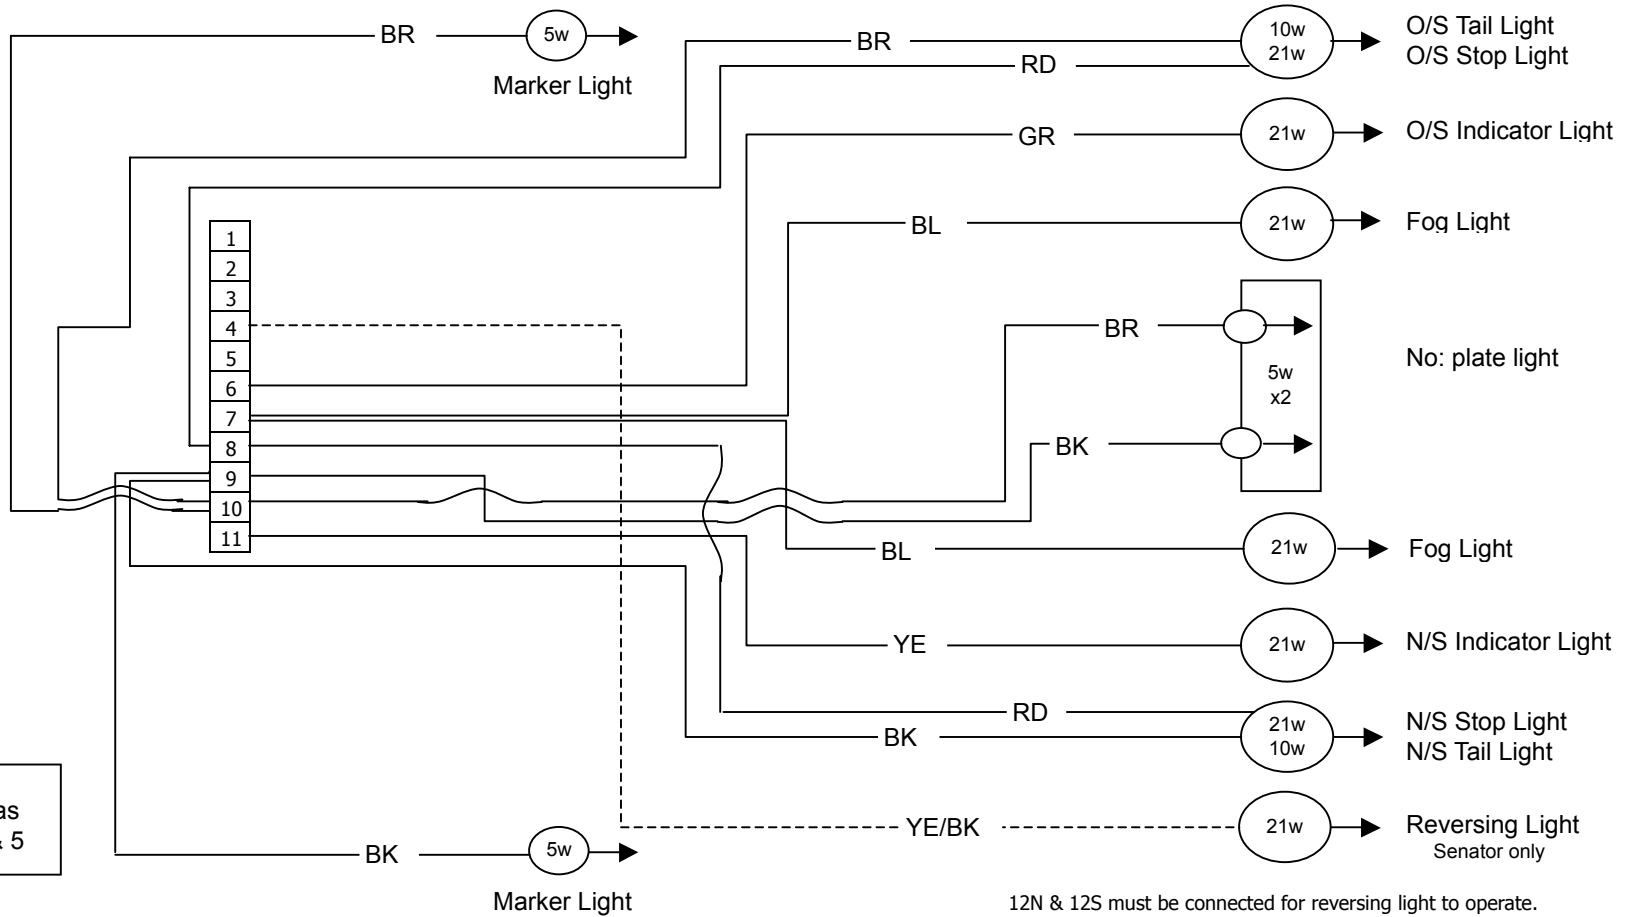 BR
5w
Marker Light
BR
RD
10w
21w
O/S Tail Light
O/S Stop Light
GR
21w
O/S Indicator Light
BL
21w
Fog Light
1
2
3
4
5
6
7
8
9
10
11
BR
5w
x2
No: plate light
BK
BL
21w
Fog Light
YE
21w
N/S Indicator Light
RD
BK
21w
10w
N/S Stop Light
N/S Tail Light
as
& 5
YE/BK
21w
Reversing Light
Senator only
BK
5w
Marker Light
12N & 12S must be connected for reversing light to operate.